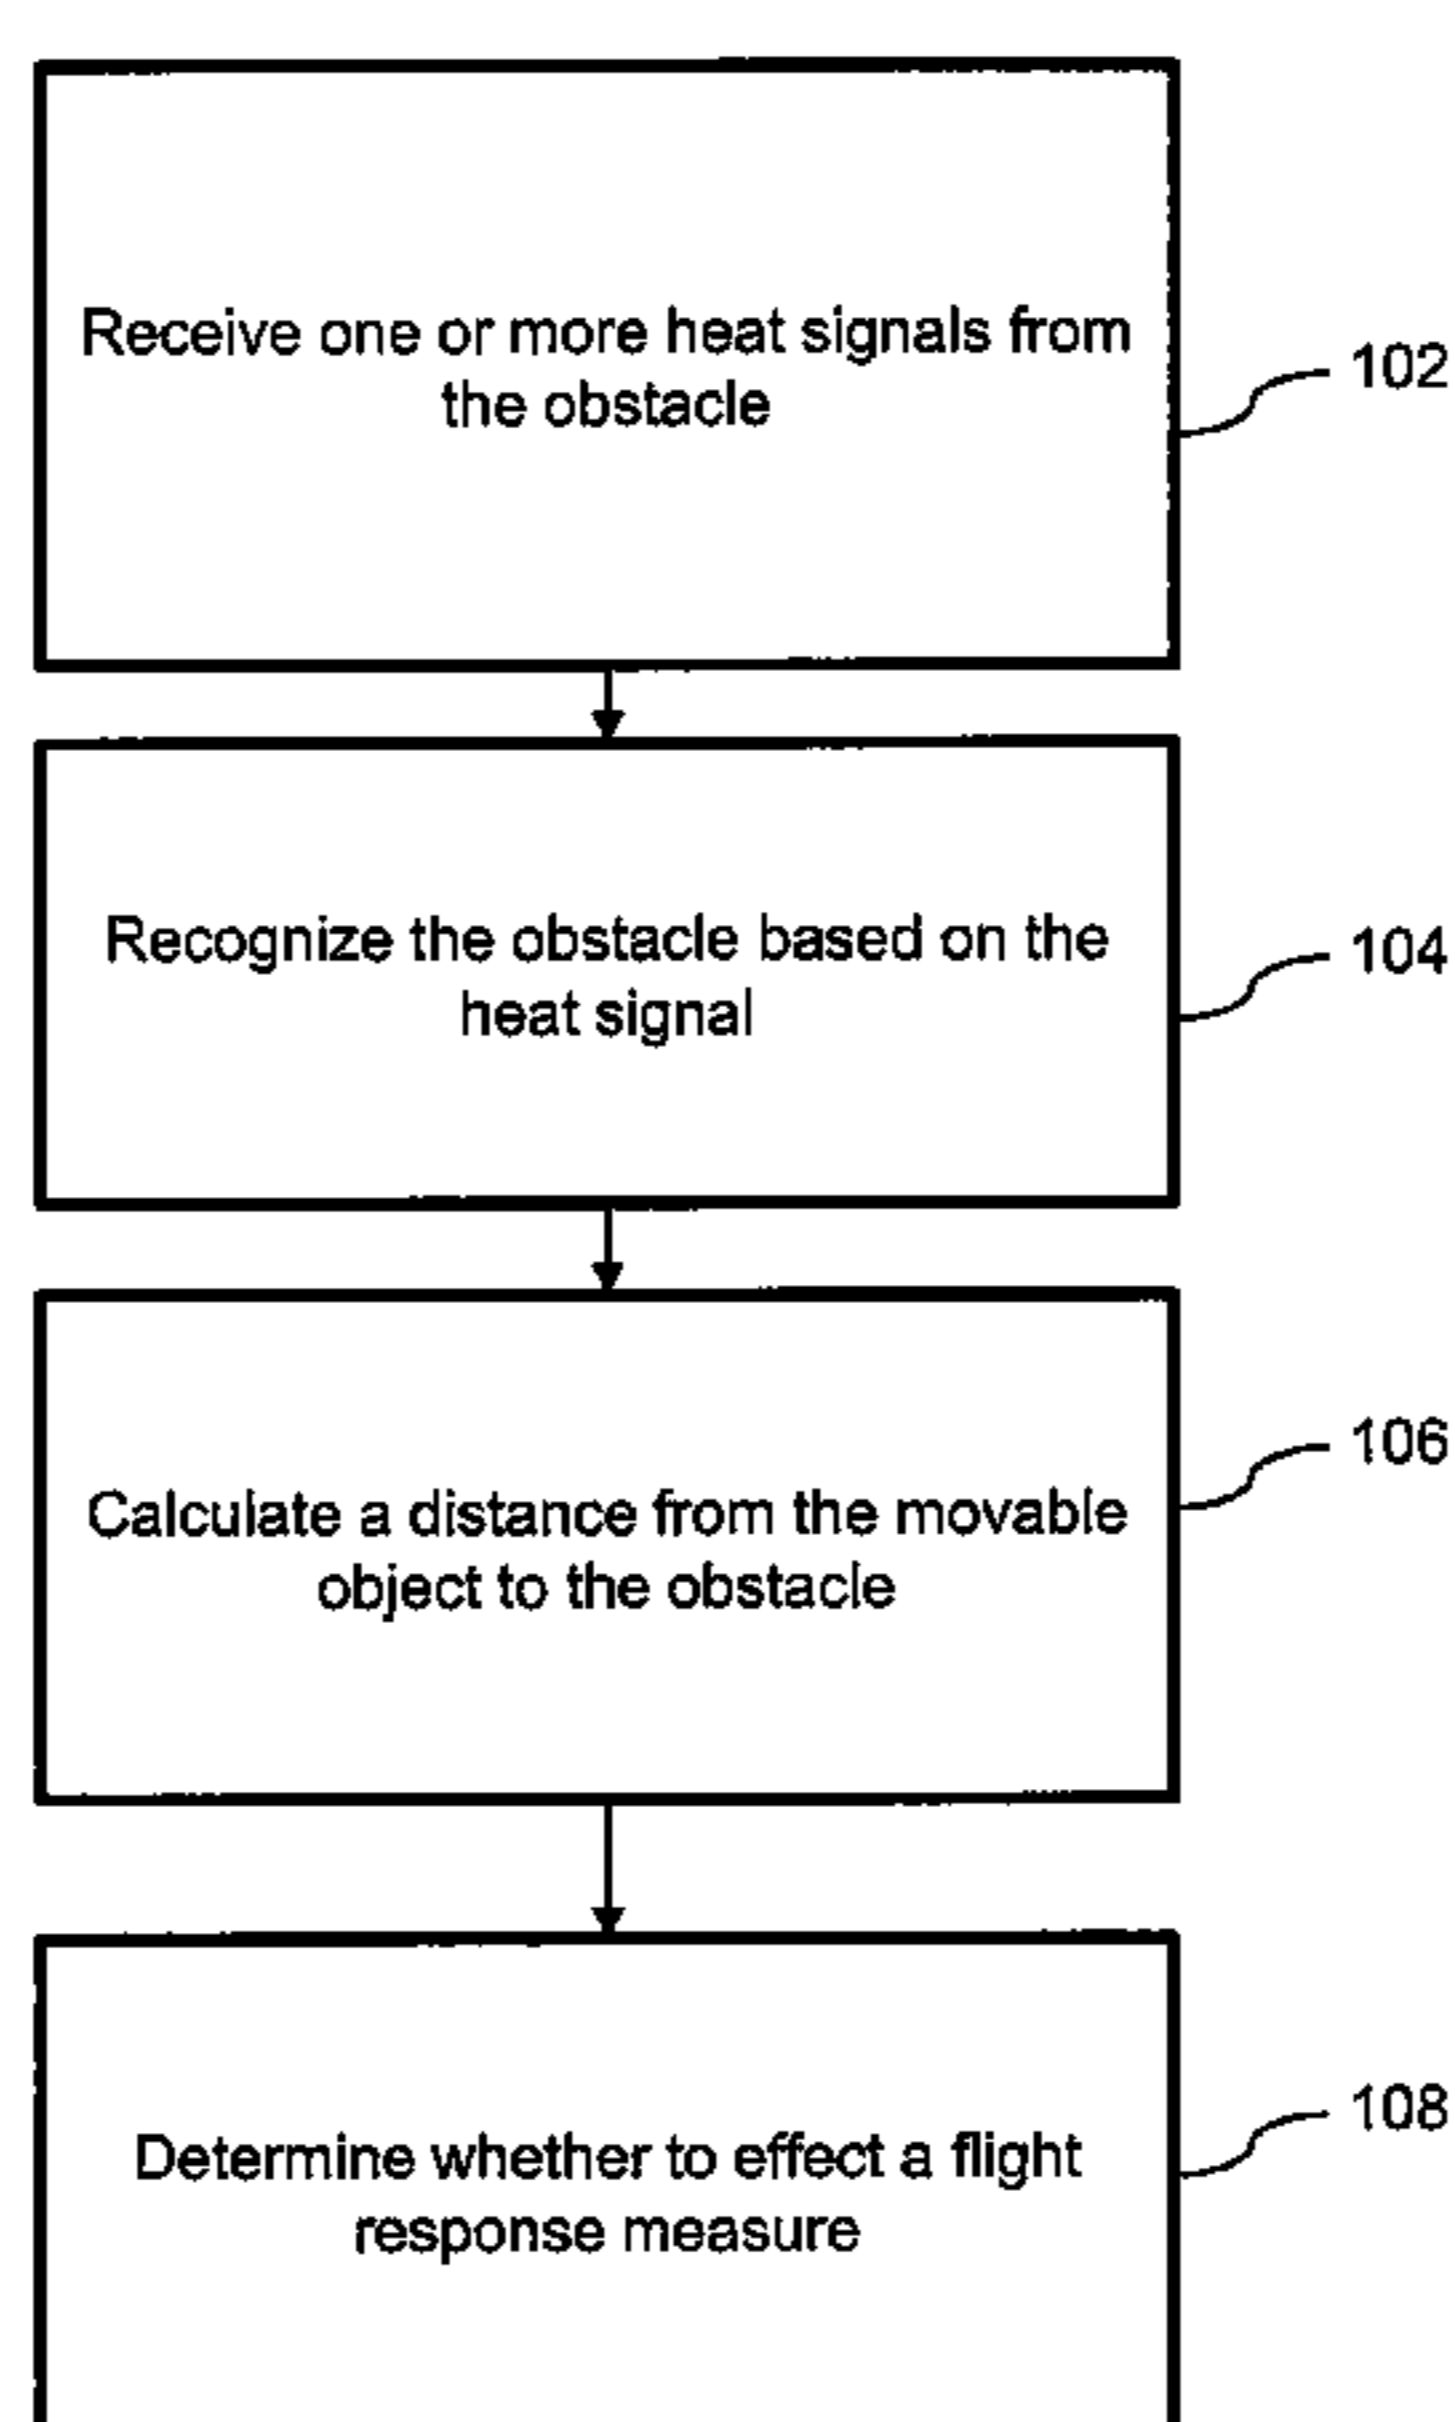 Receive one or more heat signals from
the obstacle
102
Recognize the obstacle based on the
heat signal
104
Calculate a distance from the movable
object to the obstacle
106
Determine whether to effect a flight
response measure
108